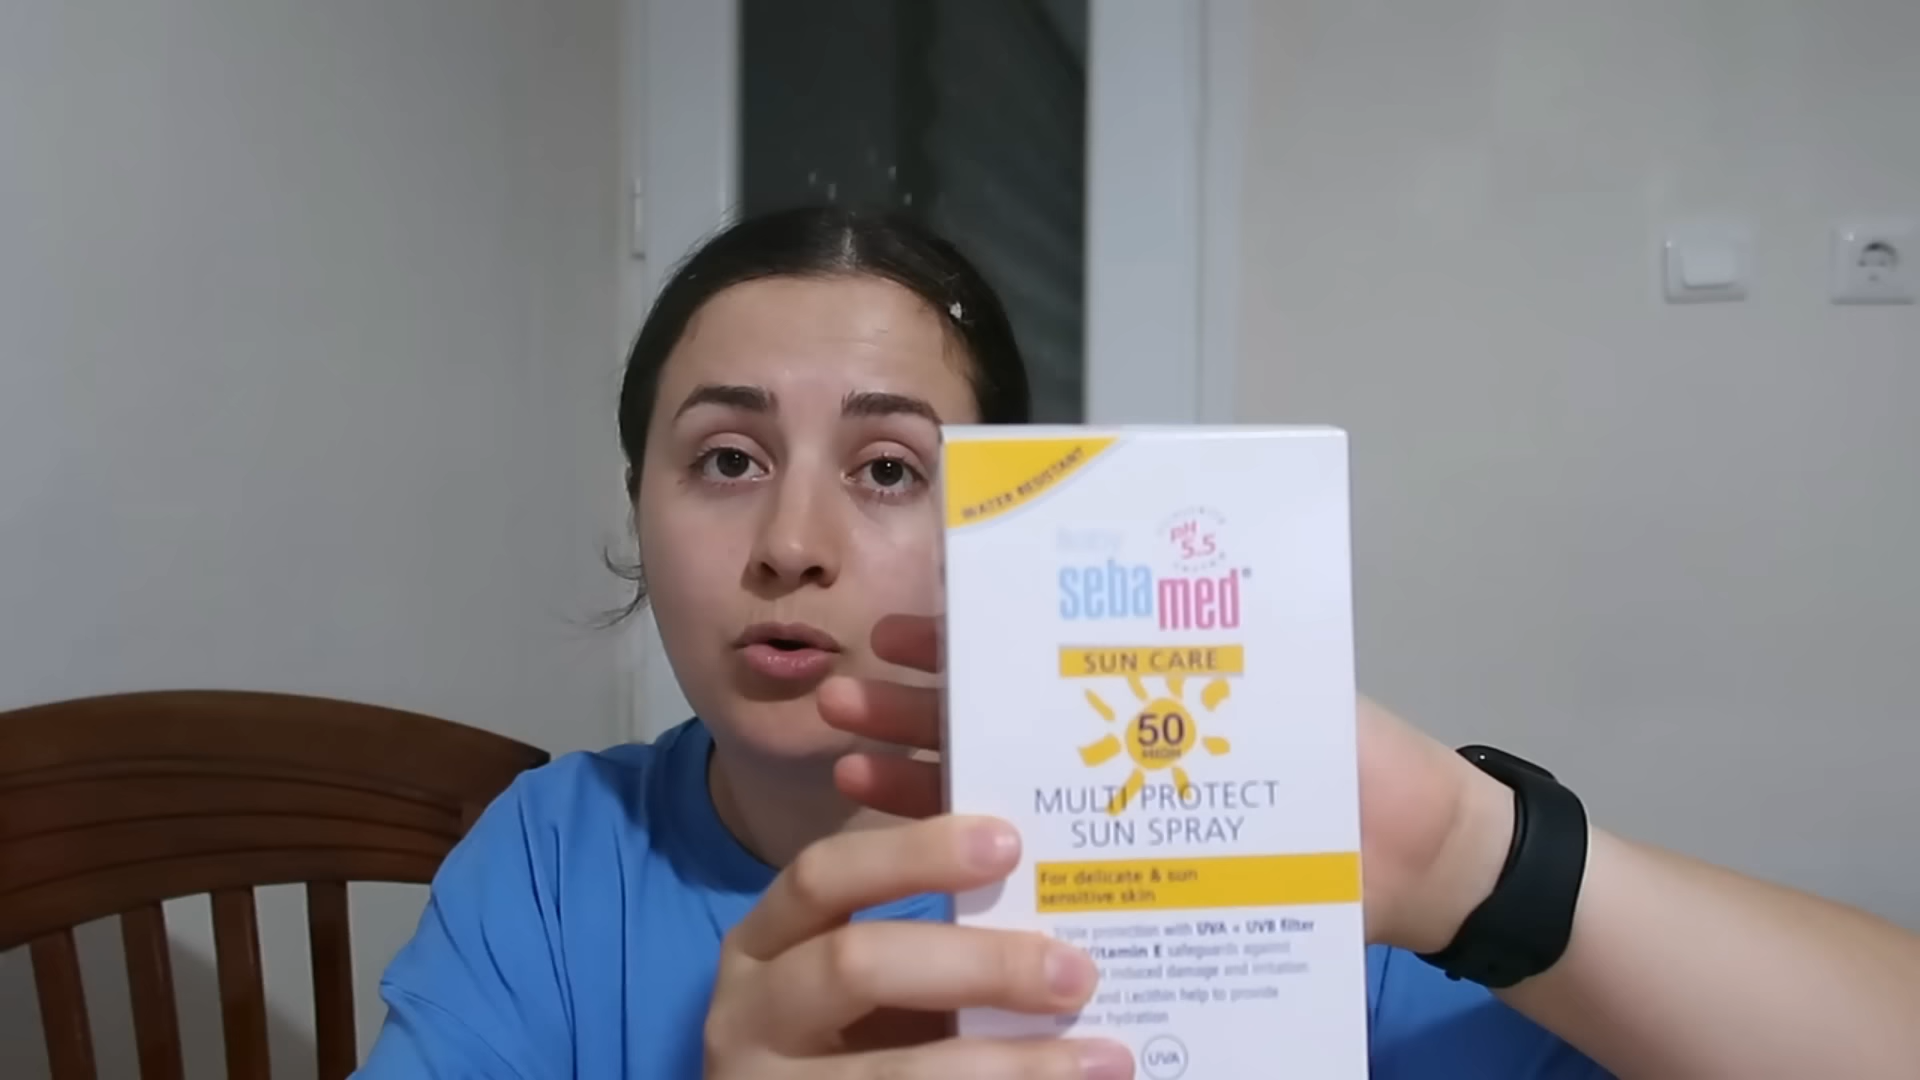 WATER RESISTANT
pH
5.5
sebamed®
SUN CARE
50
HIGH
MULTI PROTECT
SUN SPRAY
For delicate & sun
sensitive skin
protection with UVA + UVB filter
Vitamin E safeguards against
induced damage and irritation
and Lecithin help to provide
hydration
UVA